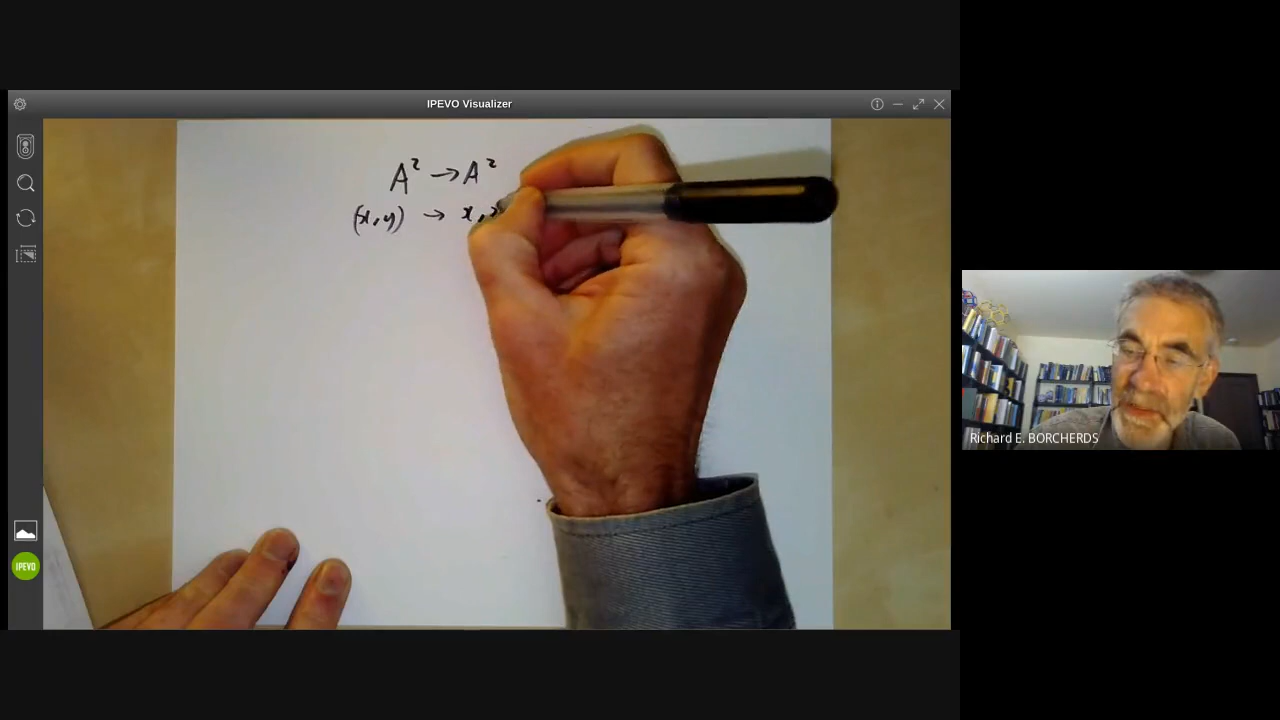 IPEVO Visualizer
A² → A²
(x,y) → x,
IPEVO
Richard E. BORCHERDS